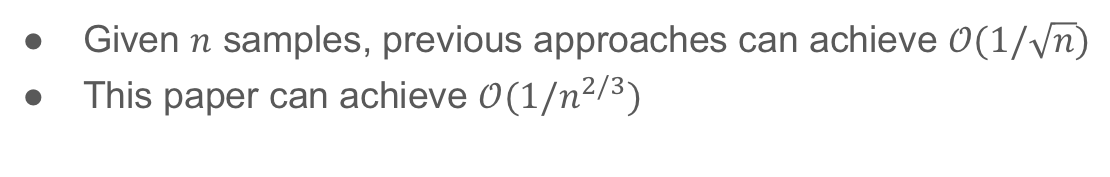 ● Given 𝑛 samples, previous approaches can achieve 𝒪(1/√𝑛)
● This paper can achieve 𝒪(1/𝑛^{2/3})